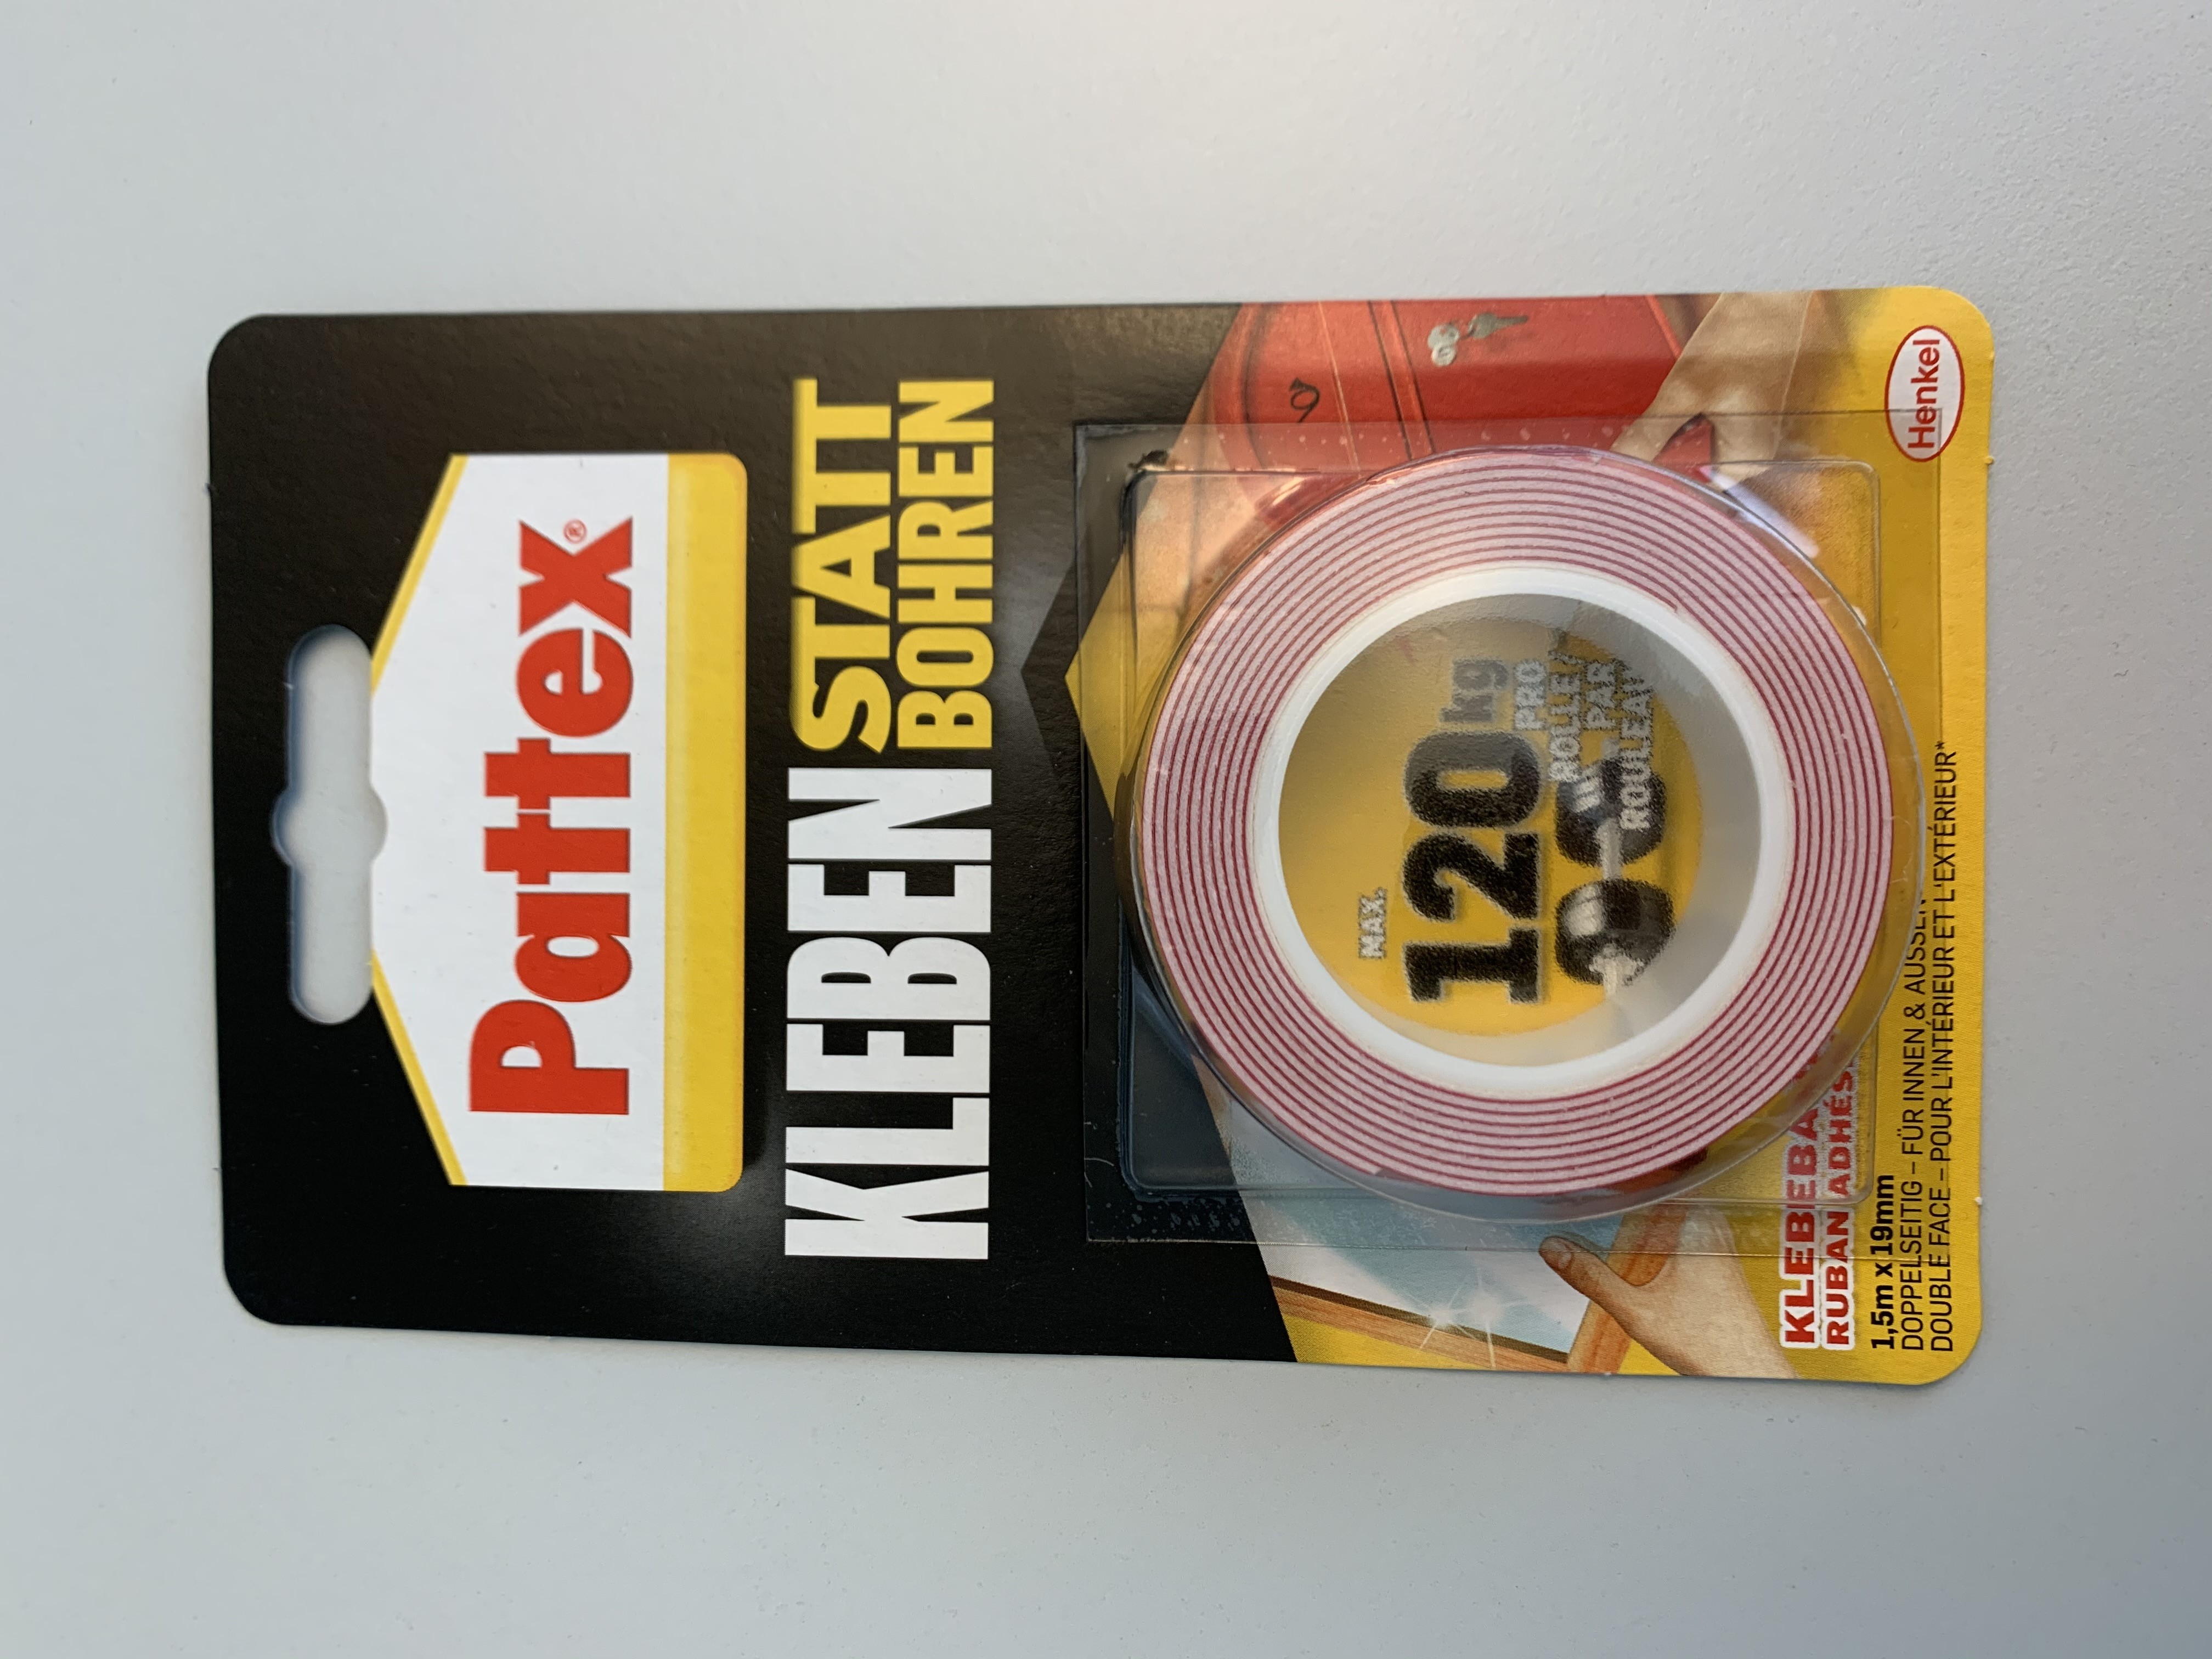 Pattex®
KLEBEN STATT
BOHREN
MAX.
120 kg
PRO
ROLLE/
PAR
ROULEAU
KLEBEBA
RUBAN ADHÉS
1,5m x 19mm
DOPPELSEITIG – FÜR INNEN & AUSSEN
DOUBLE FACE – POUR L'INTÉRIEUR ET L'EXTÉRIEUR*
Henkel